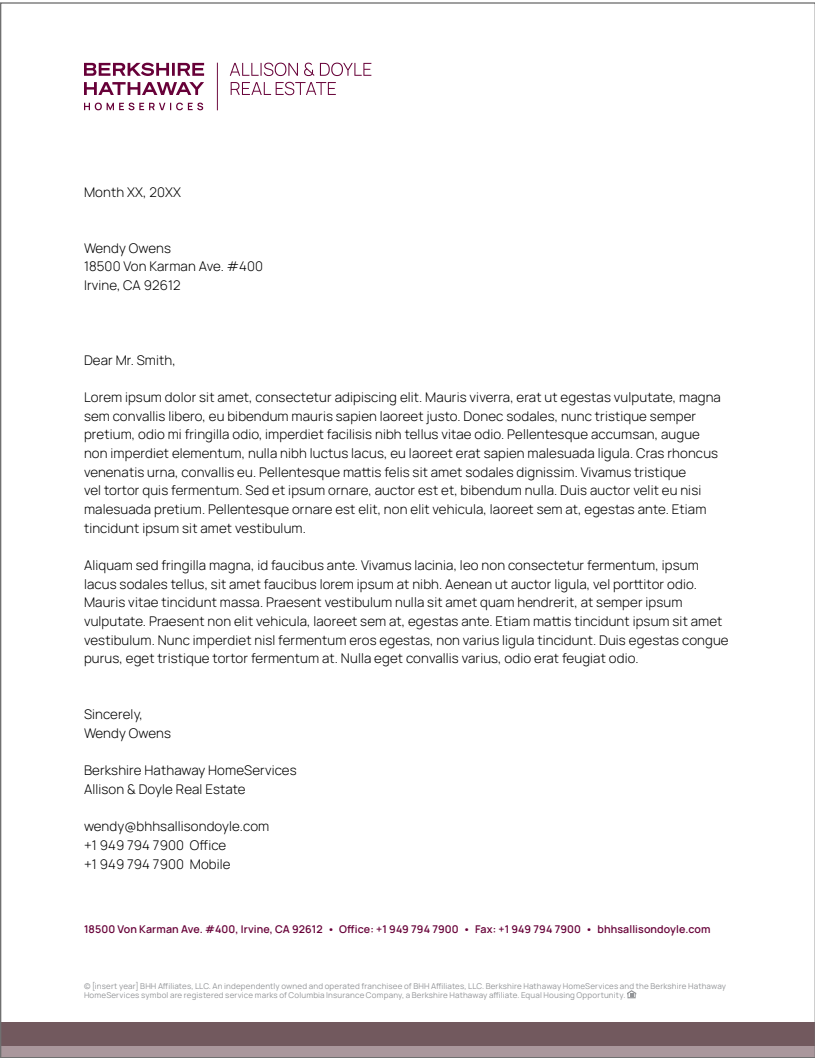 BERKSHIRE
HATHAWAY
HOMESERVICES
ALLISON & DOYLE
REAL ESTATE
Month XX, 20XX
Wendy Owens
18500 Von Karman Ave. #400
Irvine, CA 92612
Dear Mr. Smith,
Lorem ipsum dolor sit amet, consectetur adipiscing elit. Mauris viverra, erat ut egestas vulputate, magna
sem convallis libero, eu bibendum mauris sapien laoreet justo. Donec sodales, nunc tristique semper
pretium, odio mi fringilla odio, imperdiet facilisis nibh tellus vitae odio. Pellentesque accumsan, augue
non imperdiet elementum, nulla nibh luctus lacus, eu laoreet erat sapien malesuada ligula. Cras rhoncus
venenatis urna, convallis eu. Pellentesque mattis felis sit amet sodales dignissim. Vivamus tristique
vel tortor quis fermentum. Sed et ipsum ornare, auctor est et, bibendum nulla. Duis auctor velit eu nisi
malesuada pretium. Pellentesque ornare est elit, non elit vehicula, laoreet sem at, egestas ante. Etiam
tincidunt ipsum sit amet vestibulum.
Aliquam sed fringilla magna, id faucibus ante. Vivamus lacinia, leo non consectetur fermentum, ipsum
lacus sodales tellus, sit amet faucibus lorem ipsum at nibh. Aenean ut auctor ligula, vel porttitor odio.
Mauris vitae tincidunt massa. Praesent vestibulum nulla sit amet quam hendrerit, at semper ipsum
vulputate. Praesent non elit vehicula, laoreet sem at, egestas ante. Etiam mattis tincidunt ipsum sit amet
vestibulum. Nunc imperdiet nisl fermentum eros egestas, non varius ligula tincidunt. Duis egestas congue
purus, eget tristique tortor fermentum at. Nulla eget convallis varius, odio erat feugiat odio.
Sincerely,
Wendy Owens
Berkshire Hathaway HomeServices
Allison & Doyle Real Estate
wendy@bhhsallisondoyle.com
+1 949 794 7900 Office
+1 949 794 7900 Mobile
18500 Von Karman Ave. #400, Irvine, CA 92612 • Office: +1 949 794 7900 • Fax: +1 949 794 7900 • bhhsallisondoyle.com
© [insert year] BHH Affiliates, LLC. An independently owned and operated franchisee of BHH Affiliates, LLC. Berkshire Hathaway HomeServices and the Berkshire Hathaway
HomeServices symbol are registered service marks of Columbia Insurance Company, a Berkshire Hathaway affiliate. Equal Housing Opportunity.